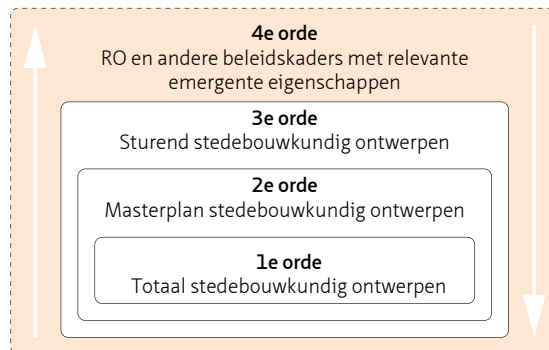 4e orde
RO en andere beleidskaders met relevante
emergente eigenschappen
3e orde
Sturend stedebouwkundig ontwerpen
2e orde
Masterplan stedebouwkundig ontwerpen
1e orde
Totaal stedebouwkundig ontwerpen